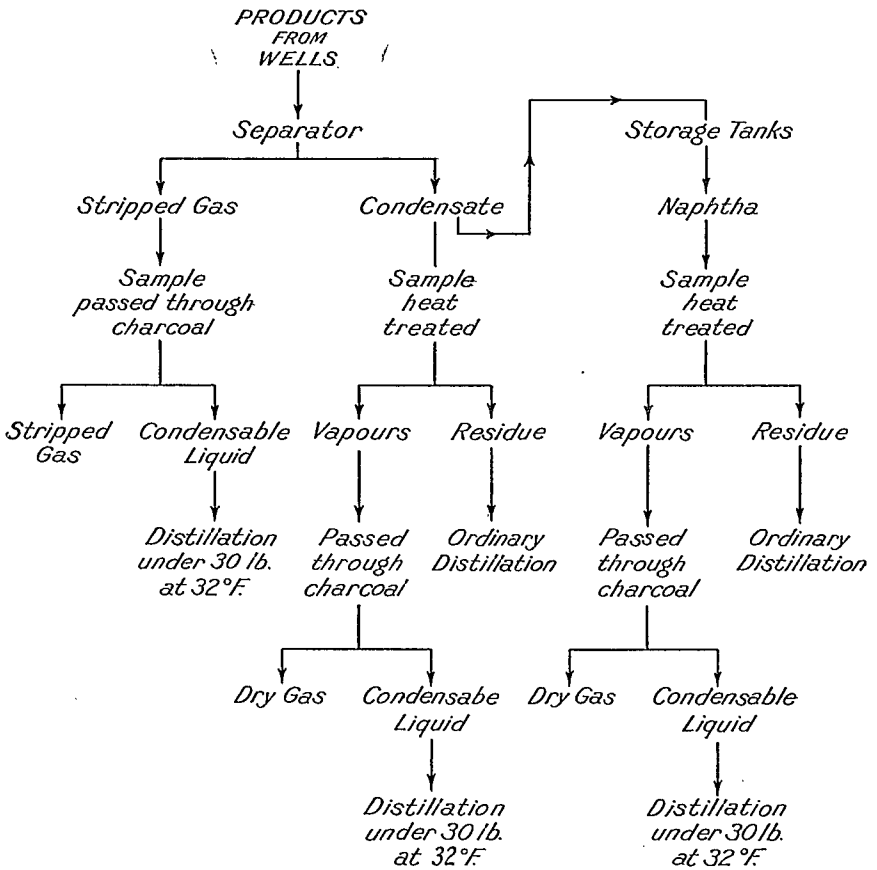 PRODUCTS
FROM
WELLS.
Separator
Storage Tanks
Stripped Gas
Condensate
Naphtha
Sample
passed through
charcoal
Sample
heat
treated
Sample
heat
treated
Stripped
Gas
Condensable
Liquid
Vapours
Residue
Vapours
Residue
Distillation
under 30 lb.
at 32°F.
Passed
through
charcoal
Ordinary
Distillation
Passed
through
charcoal
Ordinary
Distillation
Dry Gas
Condensabe
Liquid
Dry Gas
Condensable
Liquid
Distillation
under 30 lb.
at 32°F.
Distillation
under 30 lb.
at 32°F.